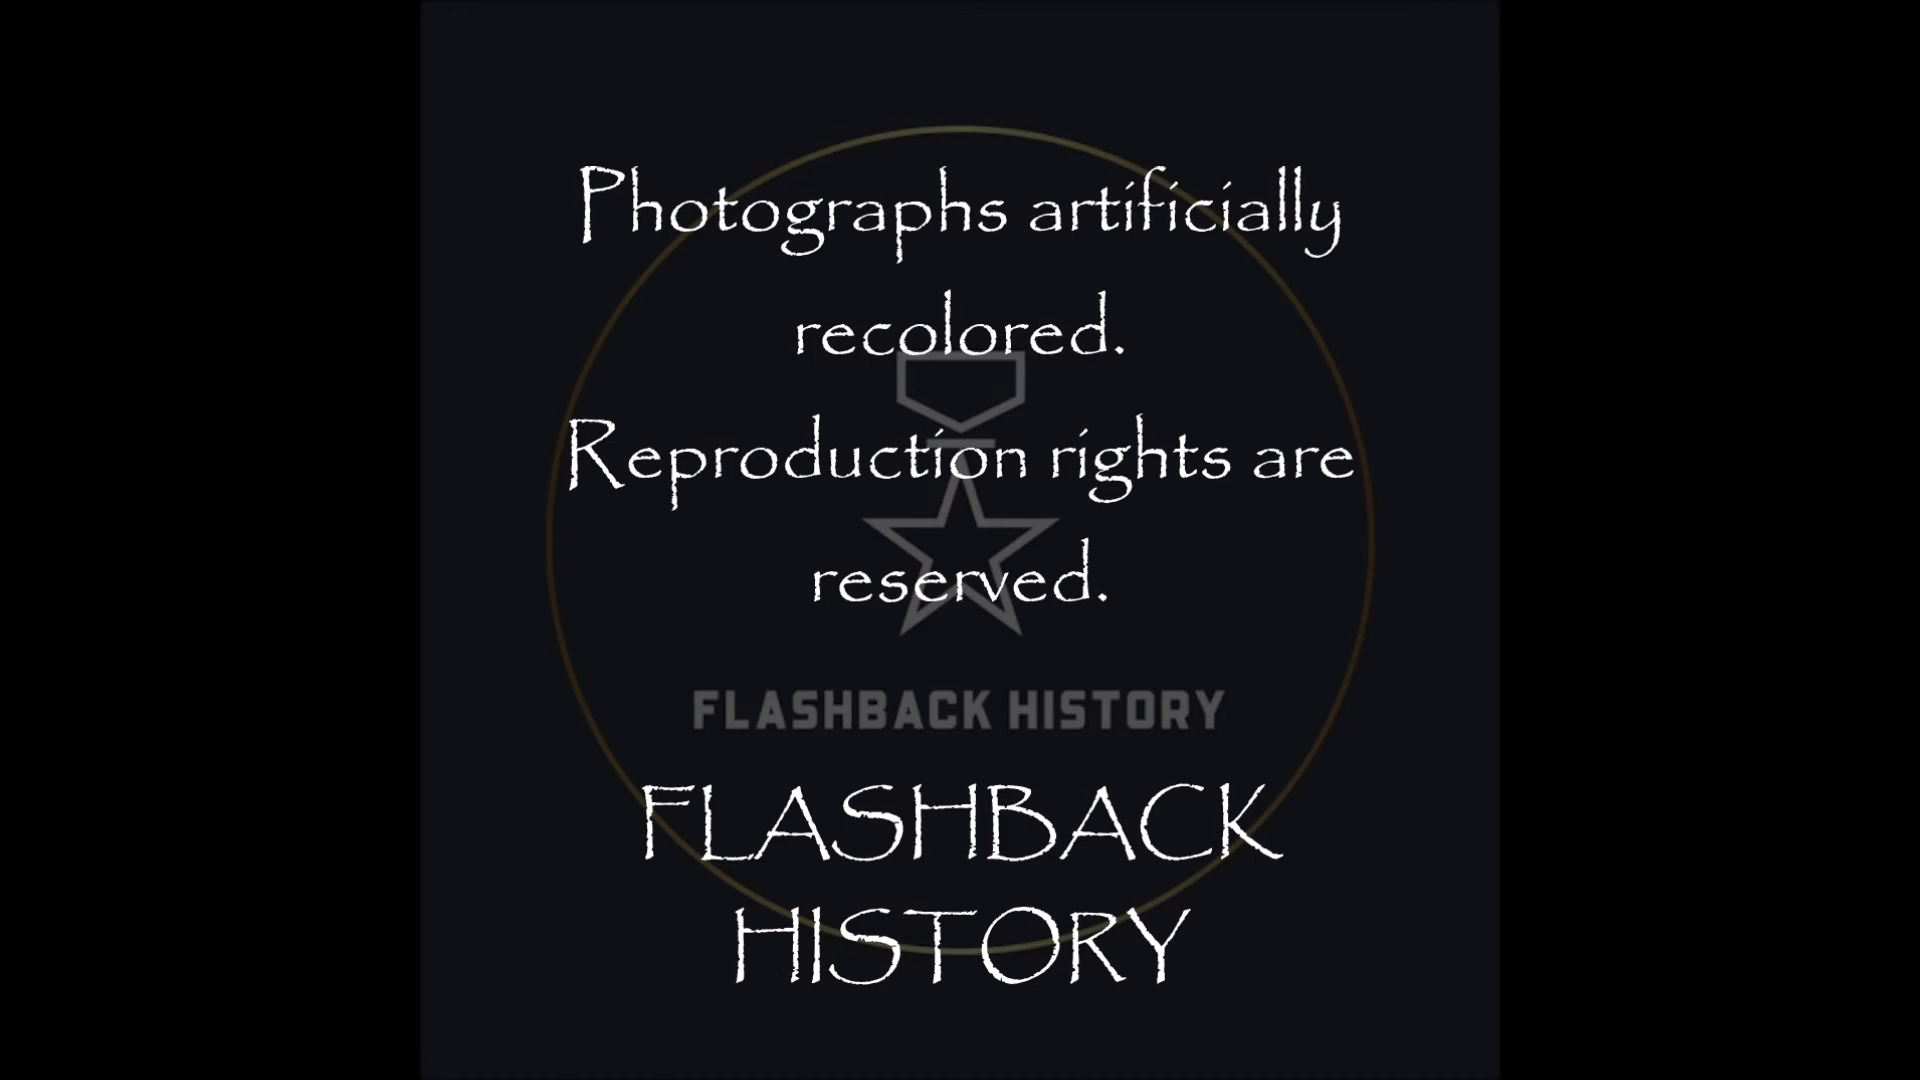 Photographs artificially
recolored.
Reproduction rights are
reserved.
FLASHBACK HISTORY
FLASHBACK
HISTORY